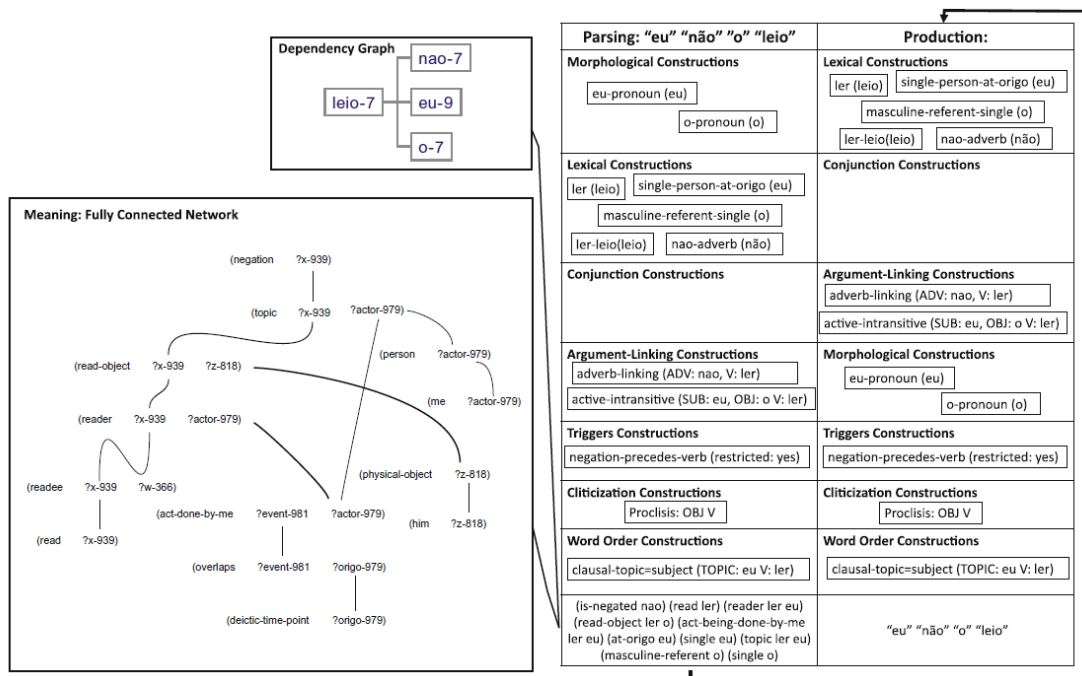 Dependency Graph
nao-7
leio-7
eu-9
o-7
Meaning: Fully Connected Network
(negation ?x-939)
(topic ?x-939 ?actor-979)
(person ?actor-979)
(read-object ?x-939 ?z-818)
(me ?actor-979)
(reader ?x-939 ?actor-979)
(physical-object ?z-818)
(readee ?x-939 ?w-366)
(act-done-by-me ?event-981 ?actor-979)
(him ?z-818)
(read ?x-939)
(overlaps ?event-981 ?origo-979)
(deictic-time-point ?origo-979)
Parsing: “eu” “não” ”o” “leio”
Morphological Constructions
eu-pronoun (eu)
o-pronoun (o)
Lexical Constructions
ler (leio)
single-person-at-origo (eu)
masculine-referent-single (o)
ler-leio(leio)
nao-adverb (não)
Conjunction Constructions
Argument-Linking Constructions
adverb-linking (ADV: nao, V: ler)
active-intransitive (SUB: eu, OBJ: o V: ler)
Triggers Constructions
negation-precedes-verb (restricted: yes)
Cliticization Constructions
Proclisis: OBJ V
Word Order Constructions
clausal-topic=subject (TOPIC: eu V: ler)
(is-negated nao) (read ler) (reader ler eu)
(read-object ler o) (act-being-done-by-me
ler eu) (at-origo eu) (single eu) (topic ler eu)
(masculine-referent o) (single o)
Production:
Lexical Constructions
ler (leio)
single-person-at-origo (eu)
masculine-referent-single (o)
ler-leio(leio)
nao-adverb (não)
Conjunction Constructions
Argument-Linking Constructions
adverb-linking (ADV: nao, V: ler)
active-intransitive (SUB: eu, OBJ: o V: ler)
Morphological Constructions
eu-pronoun (eu)
o-pronoun (o)
Triggers Constructions
negation-precedes-verb (restricted: yes)
Cliticization Constructions
Proclisis: OBJ V
Word Order Constructions
clausal-topic=subject (TOPIC: eu V: ler)
“eu” “não” “o” “leio”